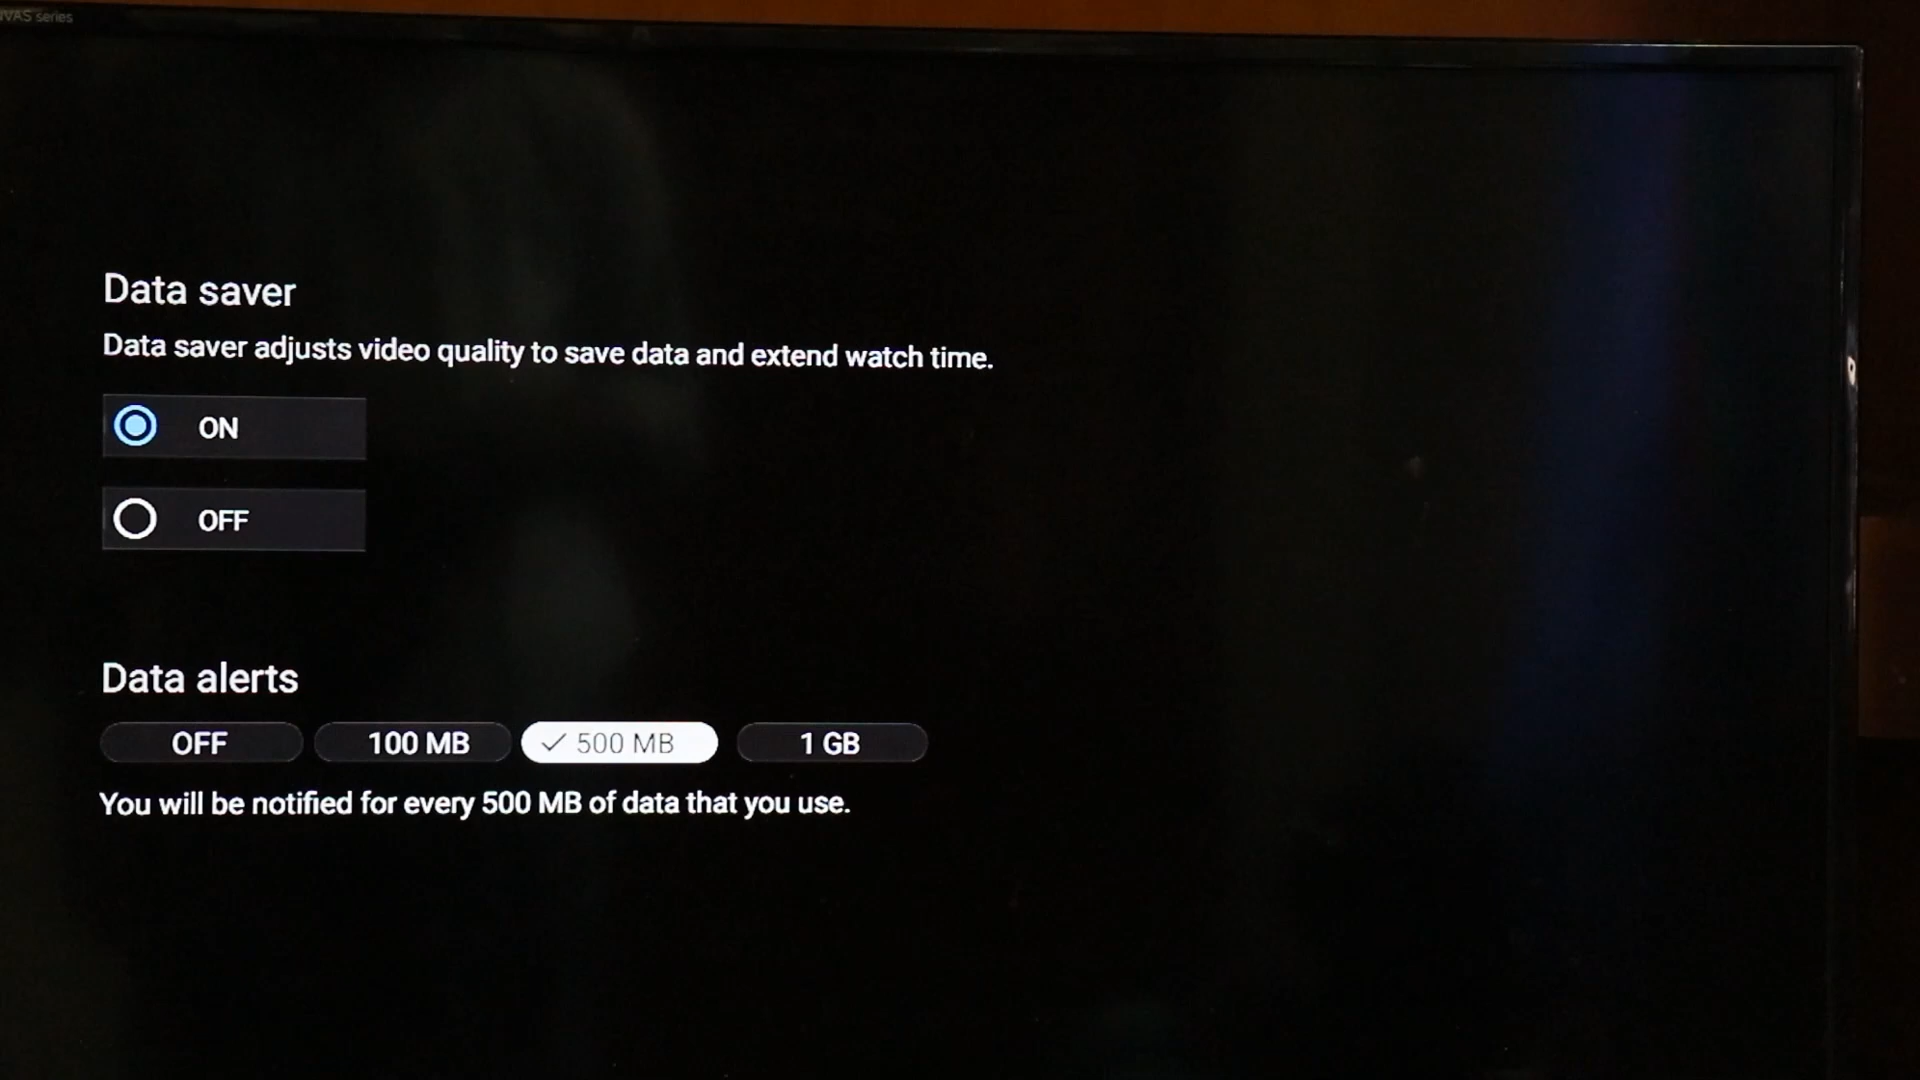 series
Data saver
Data saver adjusts video quality to save data and extend watch time.
ON
OFF
Data alerts
OFF 100 MB ✓ 500 MB 1 GB
You will be notified for every 500 MB of data that you use.